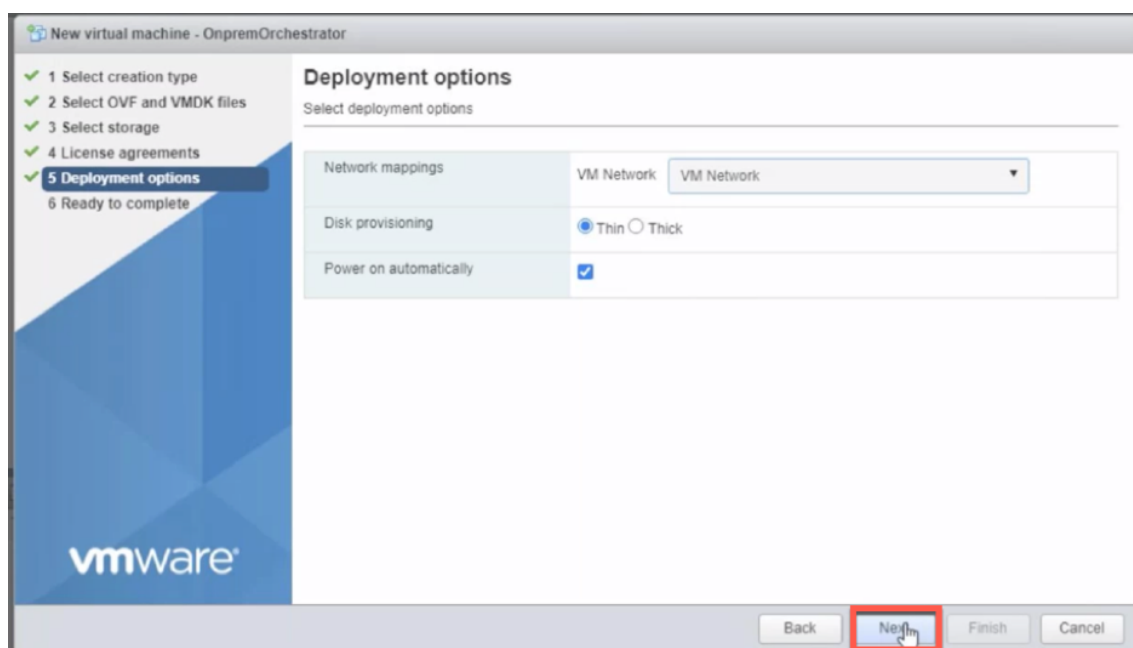 New virtual machine - OnpremOrchestrator
1 Select creation type
2 Select OVF and VMDK files
3 Select storage
4 License agreements
5 Deployment options
6 Ready to complete
Deployment options
Select deployment options
Network mappings
VM Network VM Network
Disk provisioning
Thin Thick
Power on automatically
vmware
Back Next Finish Cancel